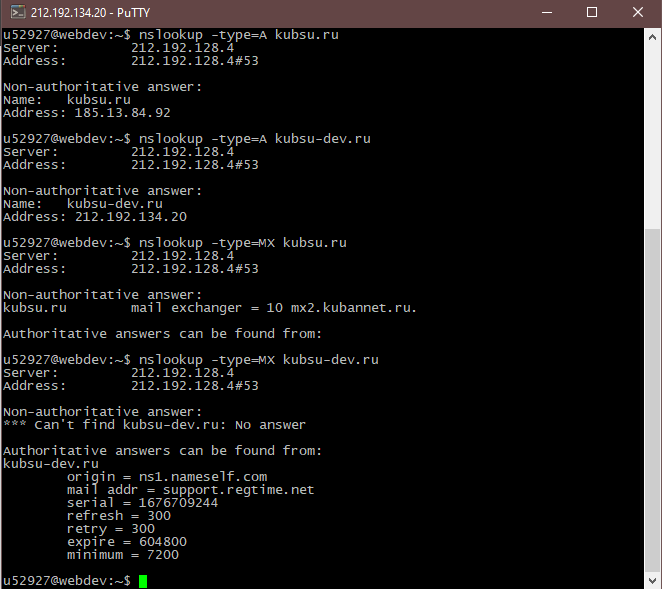 212.192.134.20 - PuTTY
u52927@webdev:~$ nslookup -type=A kubsu.ru
Server: 212.192.128.4
Address: 212.192.128.4#53
Non-authoritative answer:
Name: kubsu.ru
Address: 185.13.84.92
u52927@webdev:~$ nslookup -type=A kubsu-dev.ru
Server: 212.192.128.4
Address: 212.192.128.4#53
Non-authoritative answer:
Name: kubsu-dev.ru
Address: 212.192.134.20
u52927@webdev:~$ nslookup -type=MX kubsu.ru
Server: 212.192.128.4
Address: 212.192.128.4#53
Non-authoritative answer:
kubsu.ru mail exchanger = 10 mx2.kubannet.ru.
Authoritative answers can be found from:
u52927@webdev:~$ nslookup -type=MX kubsu-dev.ru
Server: 212.192.128.4
Address: 212.192.128.4#53
Non-authoritative answer:
*** Can't find kubsu-dev.ru: No answer
Authoritative answers can be found from:
kubsu-dev.ru
origin = ns1.nameself.com
mail addr = support.regtime.net
serial = 1676709244
refresh = 300
retry = 300
expire = 604800
minimum = 7200
u52927@webdev:~$